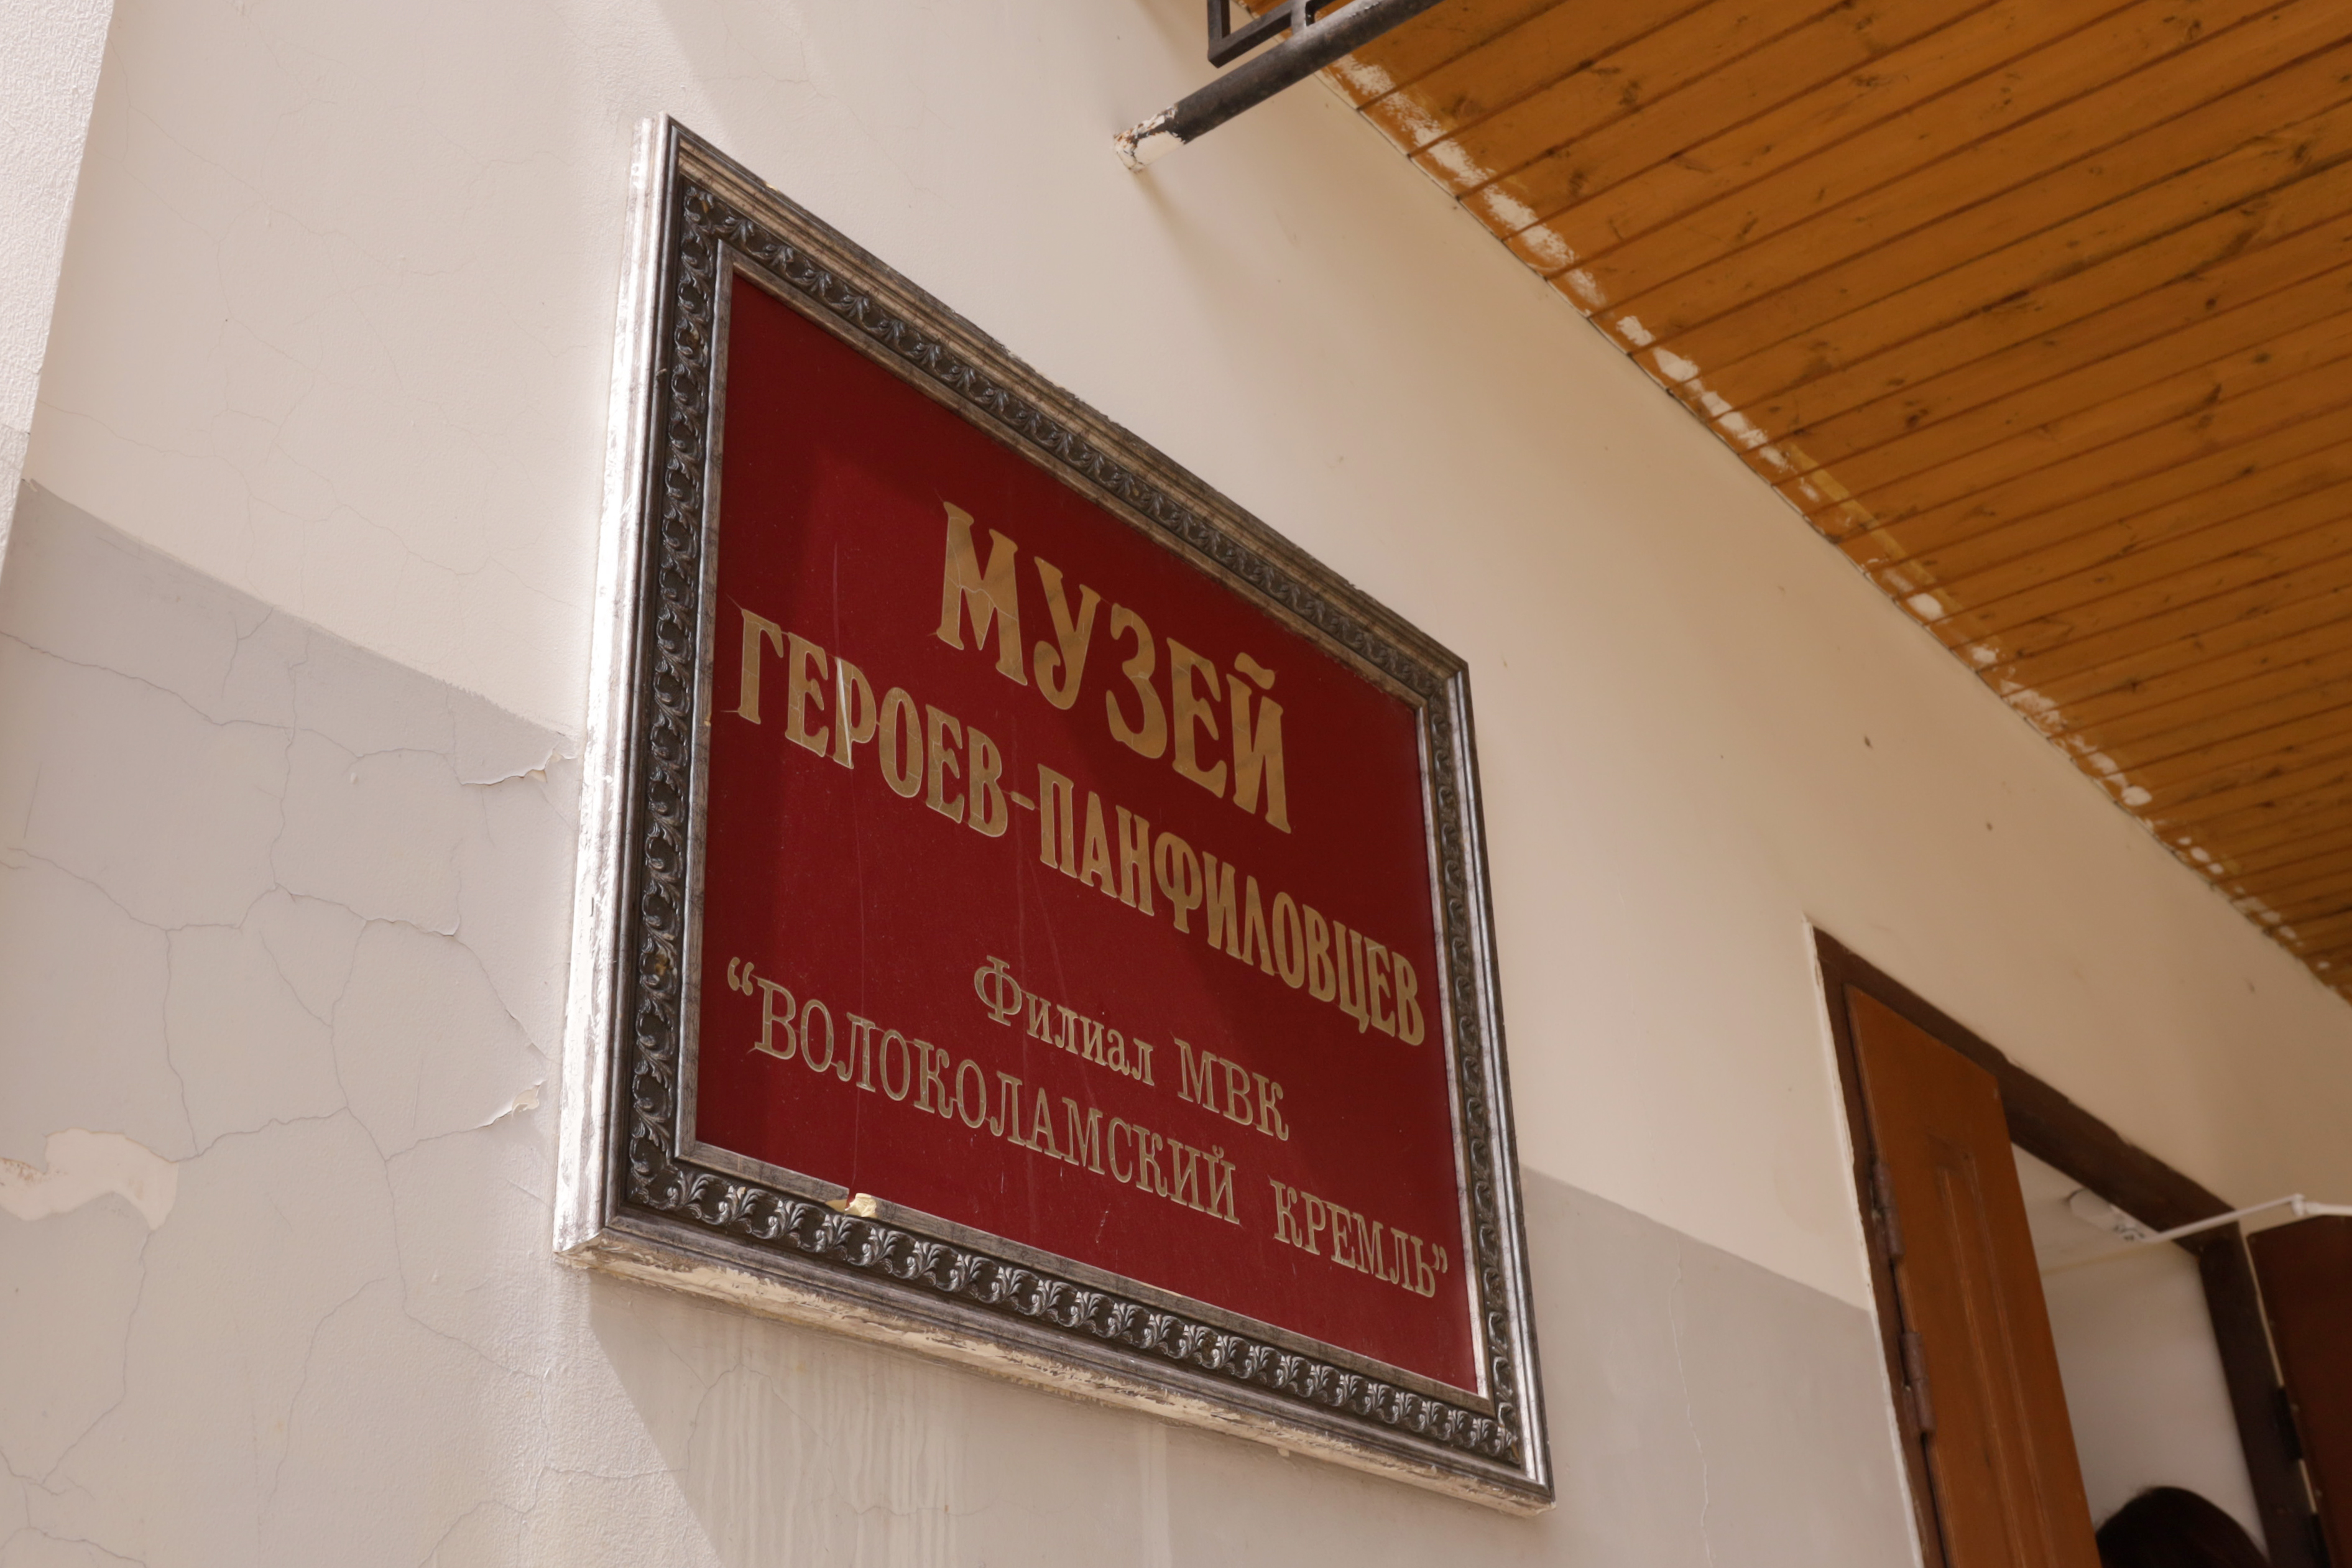 МУЗЕЙ
ГЕРОЕВ-ПАНФИЛОВЦЕВ
Филиал МВК
“ВОЛОКОЛАМСКИЙ КРЕМЛЬ”